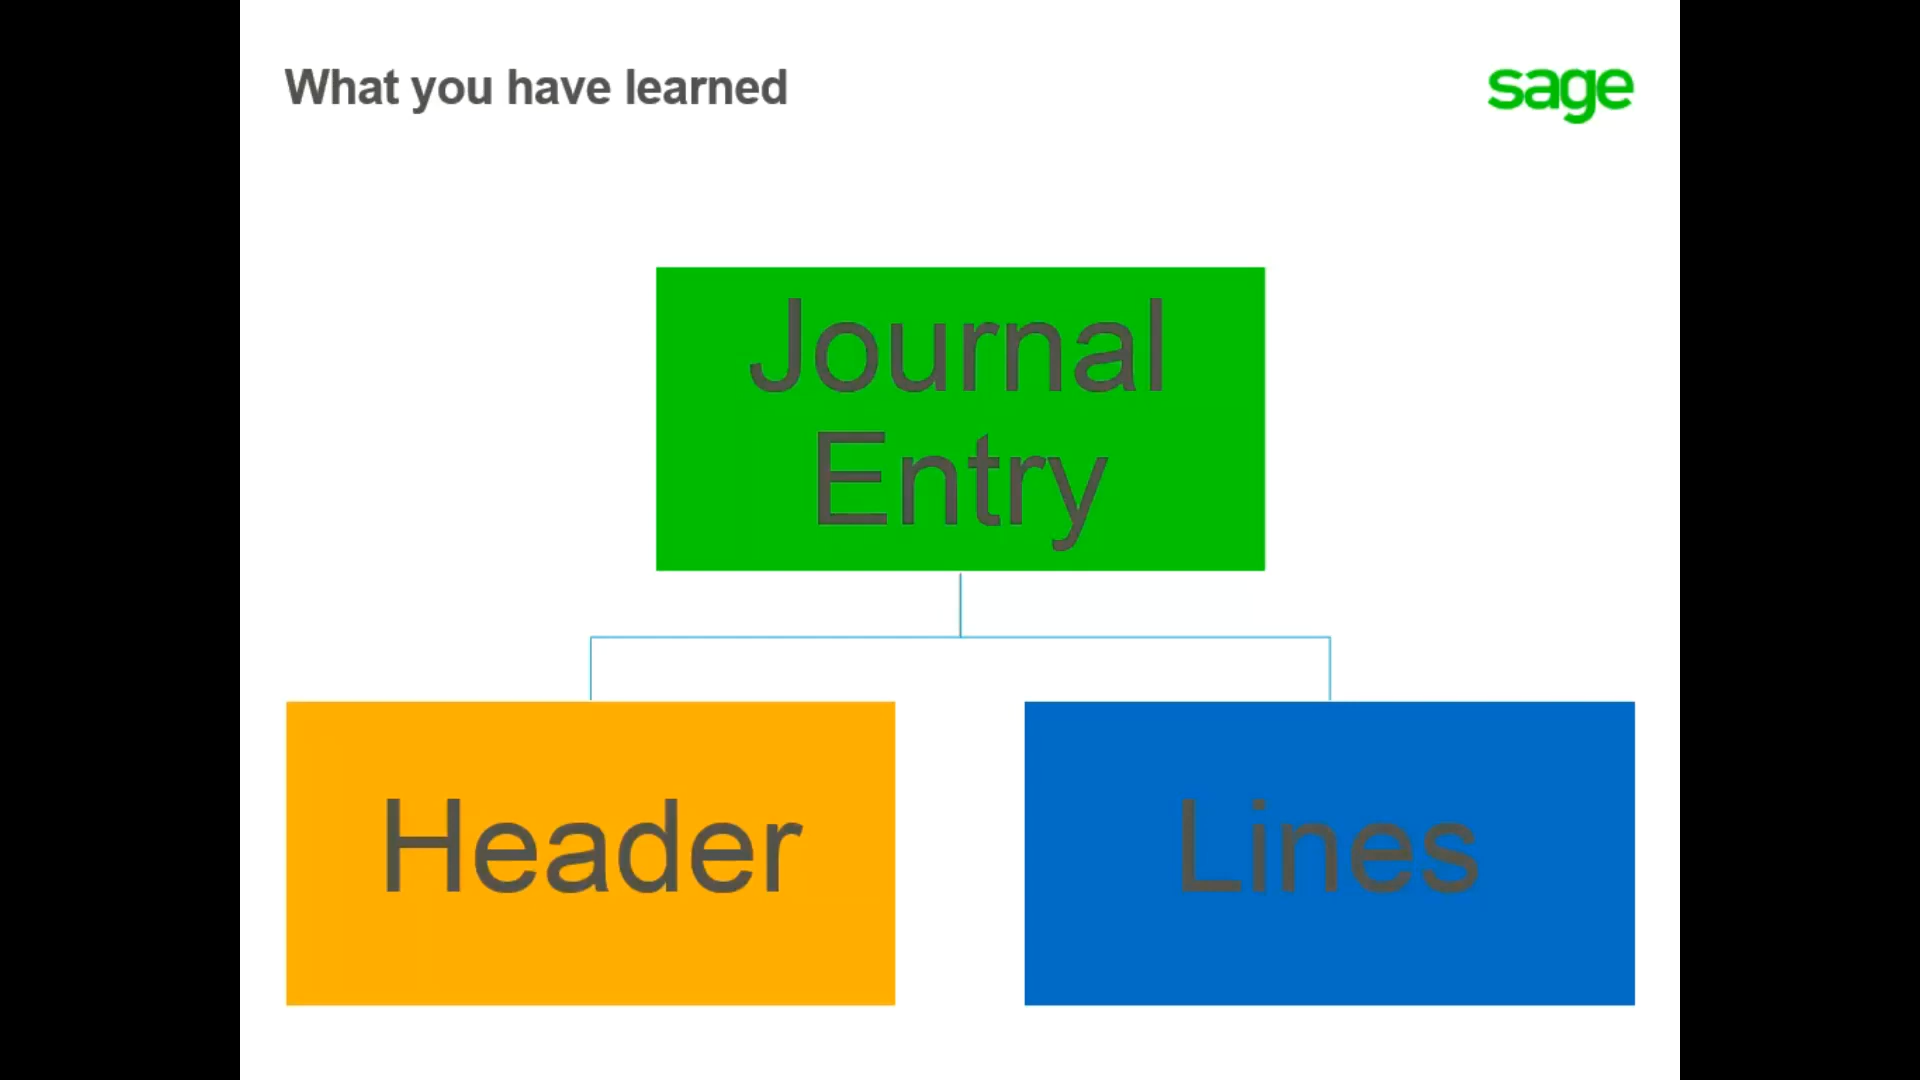 What you have learned
sage
Journal
Entry
Header
Lines